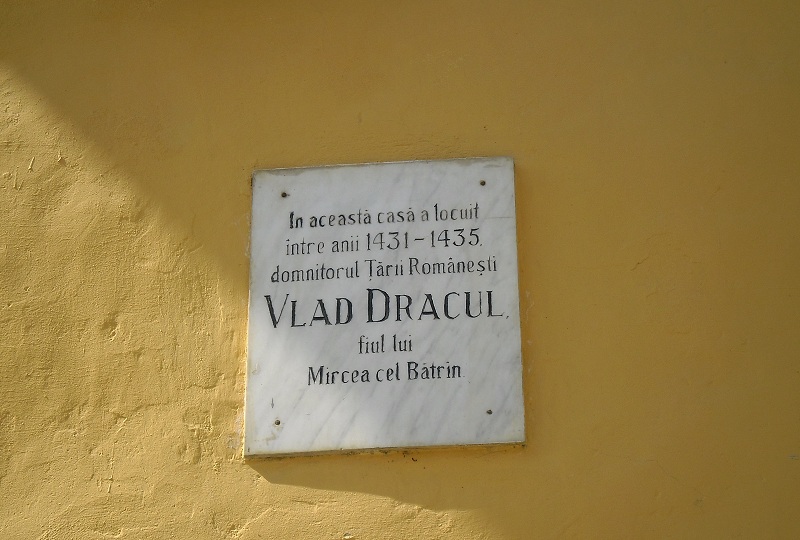 In această casă a locuit
între anii 1431-1435,
domnitorul Țării Românești
VLAD DRACUL,
fiul lui
Mircea cel Bătrîn